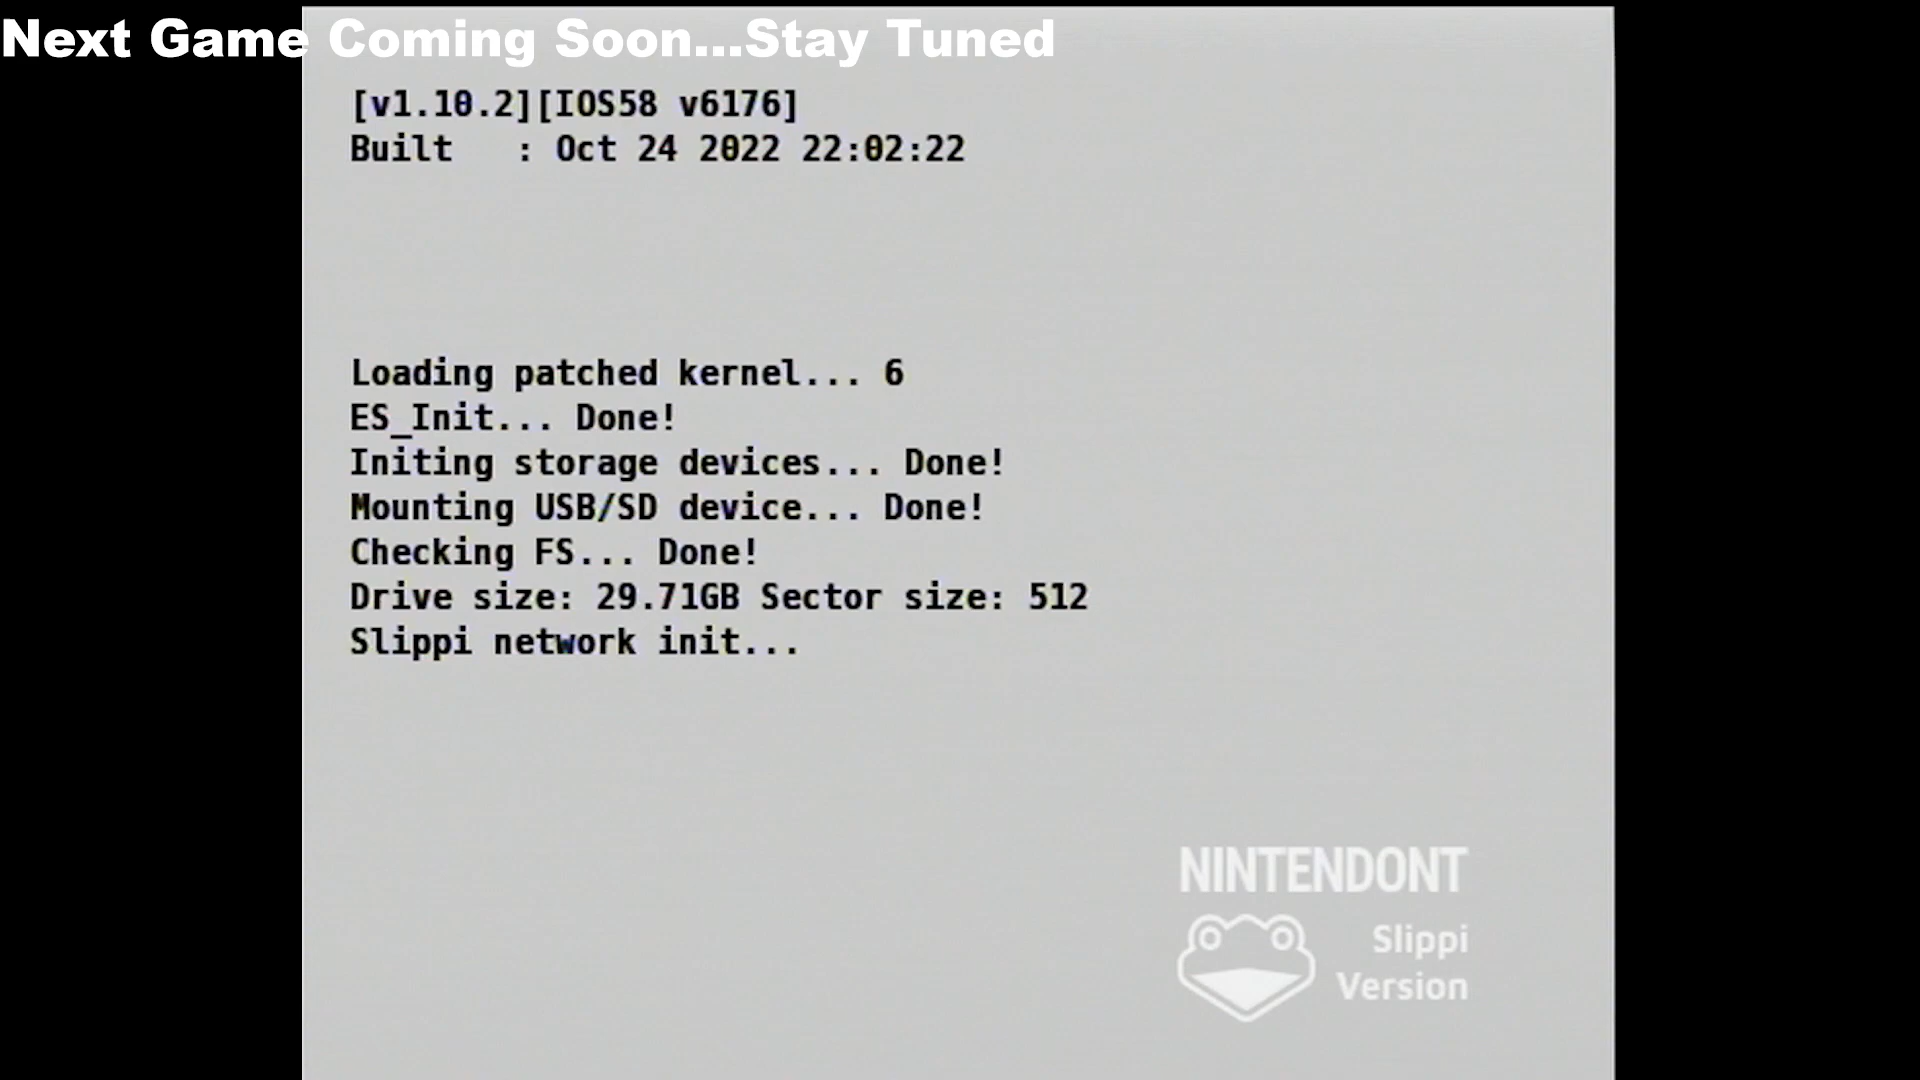 Next Game Coming Soon...Stay Tuned
[v1.10.2][IOS58 v6176]
Built   : Oct 24 2022 22:02:22
Loading patched kernel... 6
ES_Init... Done!
Initing storage devices... Done!
Mounting USB/SD device... Done!
Checking FS... Done!
Drive size: 29.71GB Sector size: 512
Slippi network init...
NINTENDONT
Slippi
Version